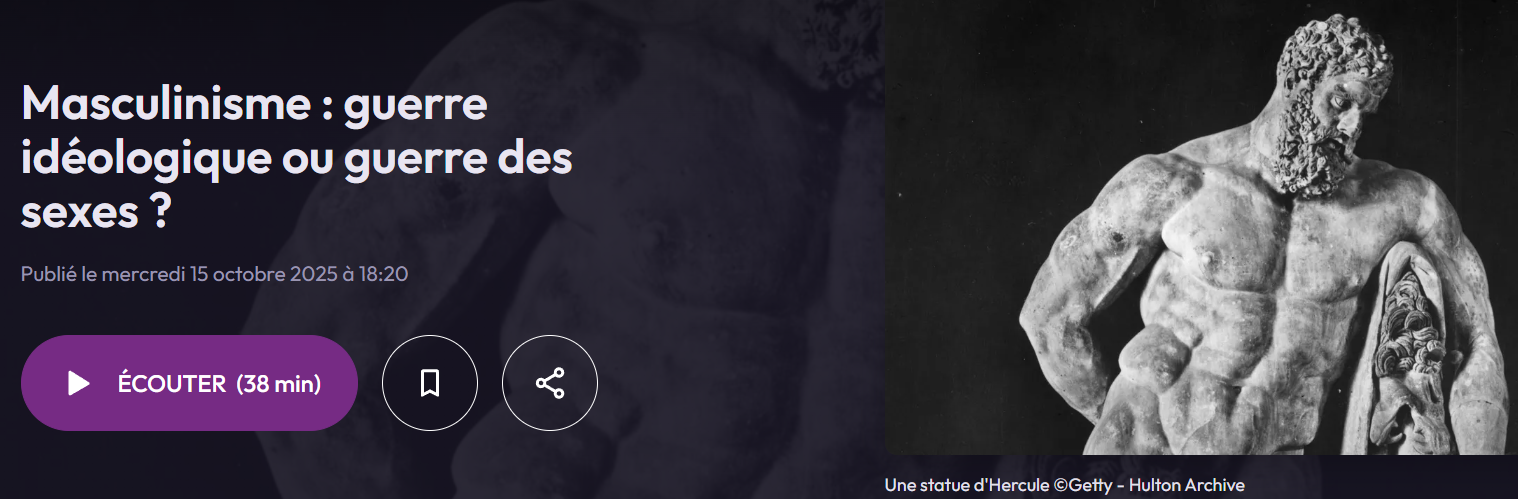 Masculinisme : guerre
idéologique ou guerre des
sexes ?
Publié le mercredi 15 octobre 2025 à 18:20
ÉCOUTER (38 min)
Une statue d'Hercule ©Getty - Hulton Archive